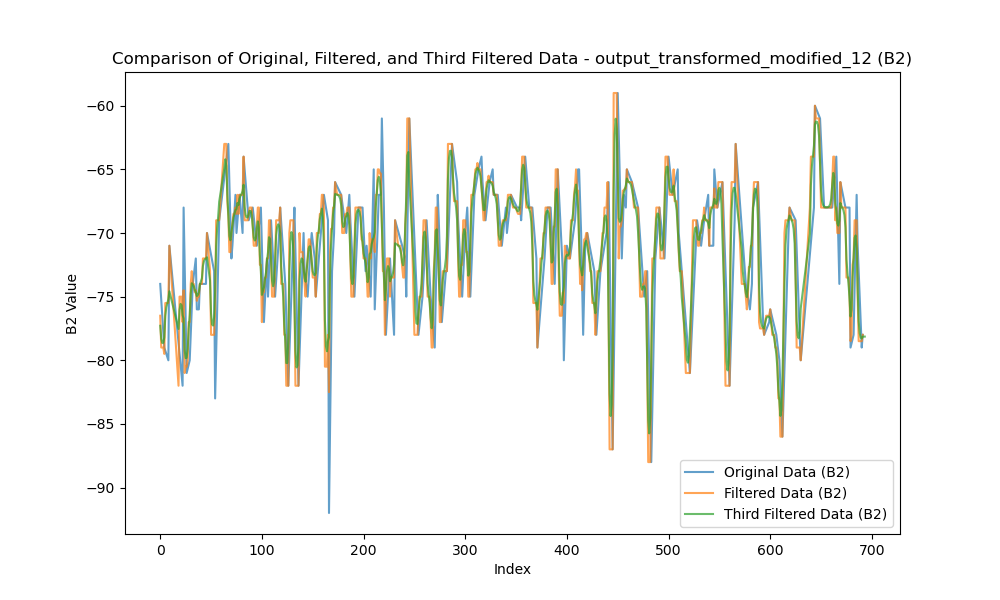 Comparison of Original, Filtered, and Third Filtered Data - output_transformed_modified_12 (B2)
−60
−65
−70
−75
−80
−85
−90
B2 Value
Original Data (B2)
Filtered Data (B2)
Third Filtered Data (B2)
0 100 200 300 400 500 600 700
Index